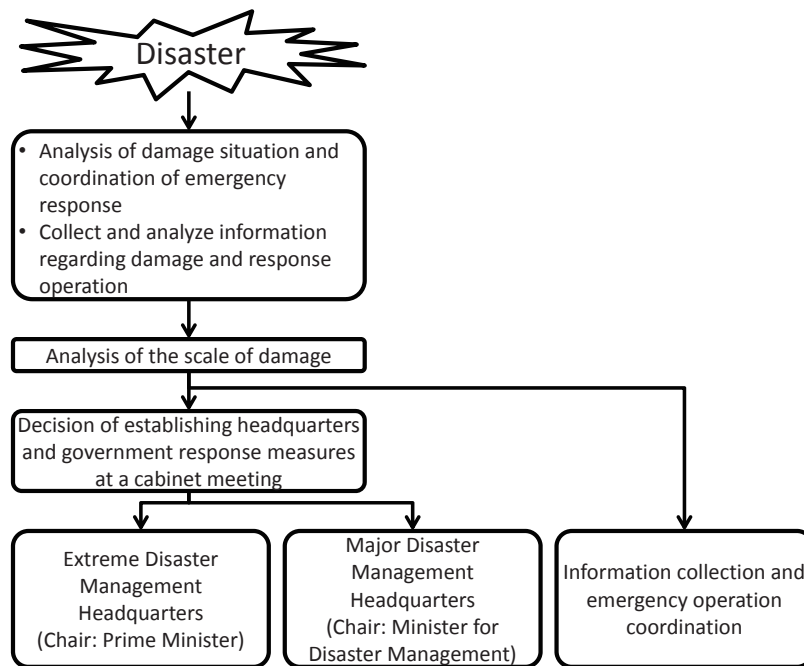 Disaster
• Analysis of damage situation and
coordination of emergency
response
• Collect and analyze information
regarding damage and response
operation
Analysis of the scale of damage
Decision of establishing headquarters
and government response measures
at a cabinet meeting
Extreme Disaster
Management
Headquarters
(Chair: Prime Minister)
Major Disaster
Management
Headquarters
(Chair: Minister for
Disaster Management)
Information collection and
emergency operation
coordination